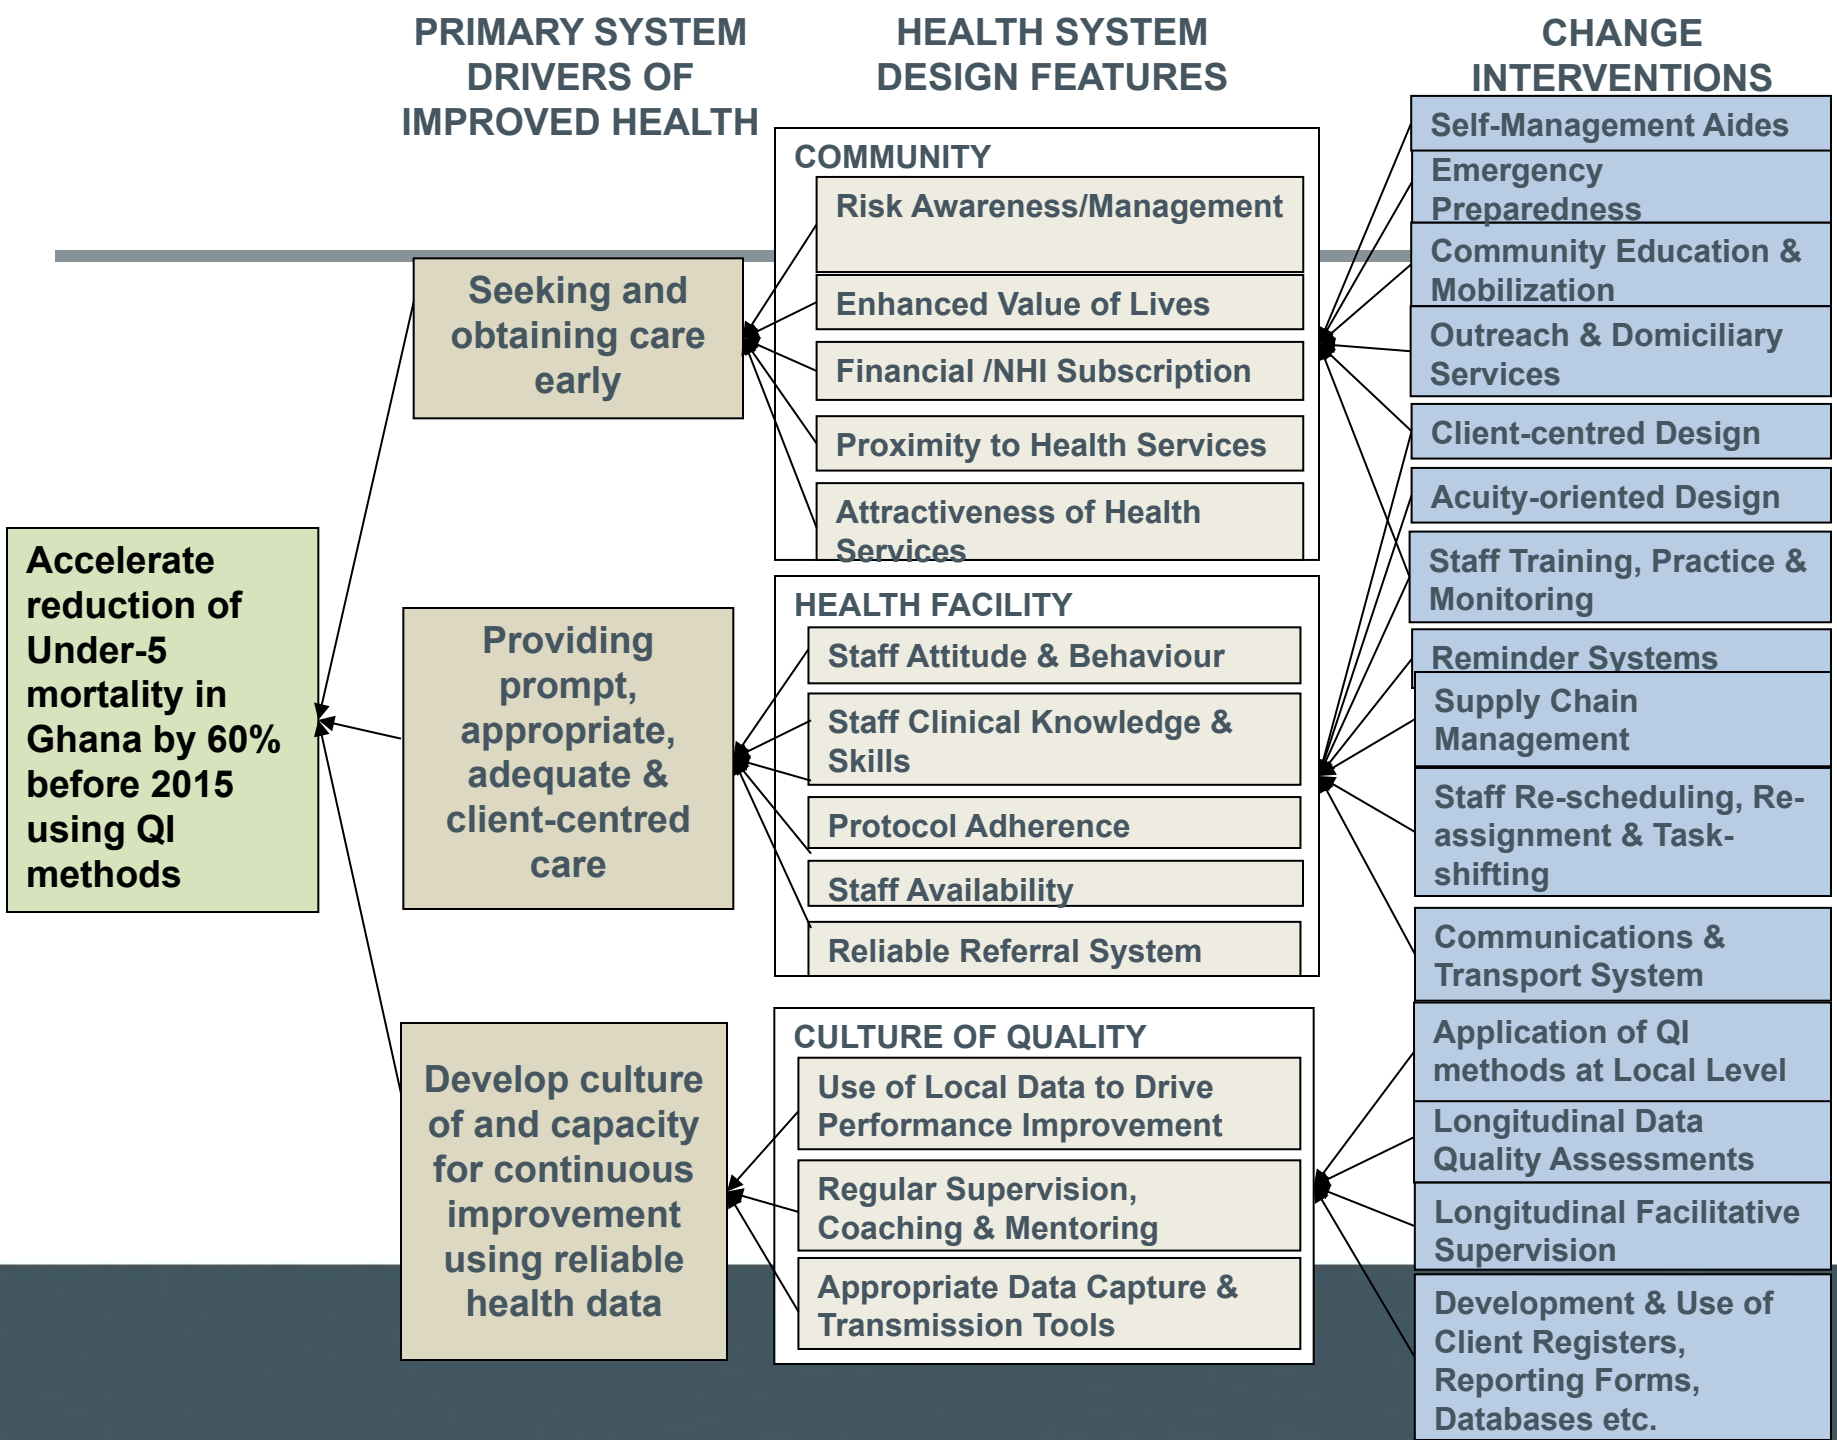 PRIMARY SYSTEM
DRIVERS OF
IMPROVED HEALTH
HEALTH SYSTEM
DESIGN FEATURES
CHANGE
INTERVENTIONS
Accelerate
reduction of
Under-5
mortality in
Ghana by 60%
before 2015
using QI
methods
Seeking and
obtaining care
early
Providing
prompt,
appropriate,
adequate &
client-centred
care
Develop culture
of and capacity
for continuous
improvement
using reliable
health data
COMMUNITY
Risk Awareness/Management
Enhanced Value of Lives
Financial /NHI Subscription
Proximity to Health Services
Attractiveness of Health
Services
HEALTH FACILITY
Staff Attitude & Behaviour
Staff Clinical Knowledge &
Skills
Protocol Adherence
Staff Availability
Reliable Referral System
CULTURE OF QUALITY
Use of Local Data to Drive
Performance Improvement
Regular Supervision,
Coaching & Mentoring
Appropriate Data Capture &
Transmission Tools
Self-Management Aides
Emergency
Preparedness
Community Education &
Mobilization
Outreach & Domiciliary
Services
Client-centred Design
Acuity-oriented Design
Staff Training, Practice &
Monitoring
Reminder Systems
Supply Chain
Management
Staff Re-scheduling, Re-
assignment & Task-
shifting
Communications &
Transport System
Application of QI
methods at Local Level
Longitudinal Data
Quality Assessments
Longitudinal Facilitative
Supervision
Development & Use of
Client Registers,
Reporting Forms,
Databases etc.